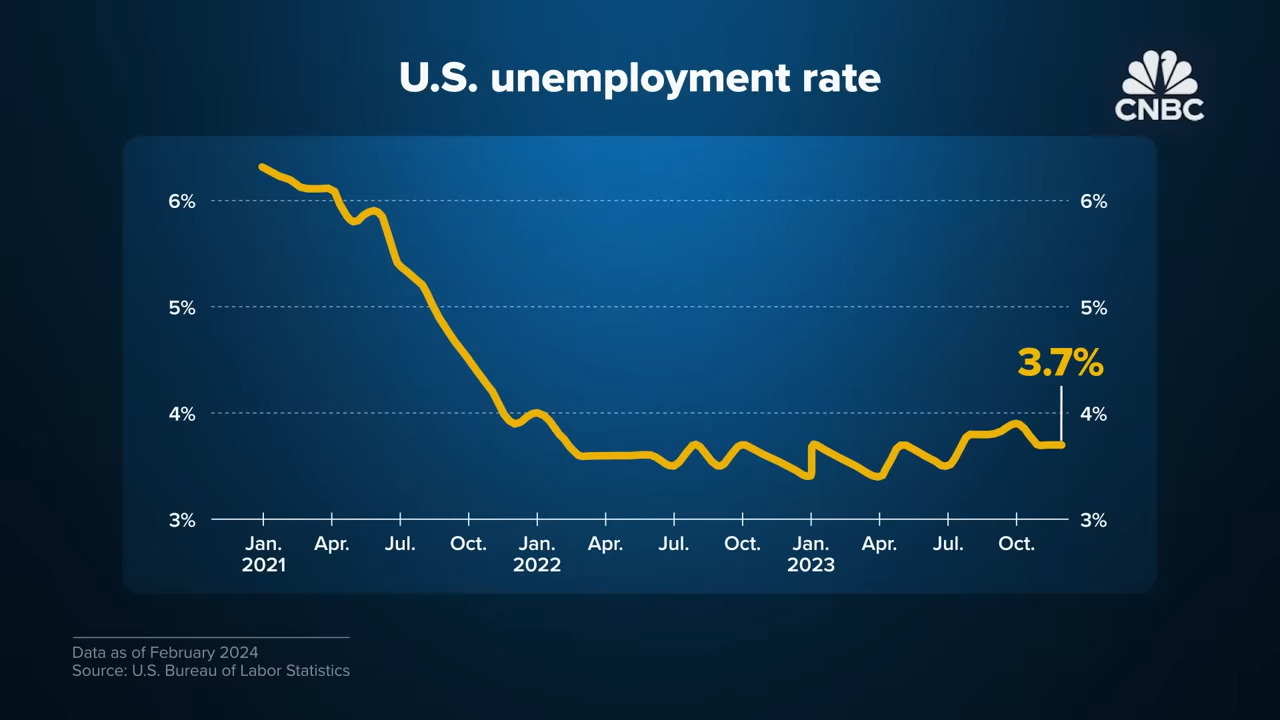 U.S. unemployment rate
CNBC
6% 6%
5% 5%
3.7%
4% 4%
3% 3%
Jan. Apr. Jul. Oct. Jan. Apr. Jul. Oct. Jan. Apr. Jul. Oct.
2021 2022 2023
Data as of February 2024
Source: U.S. Bureau of Labor Statistics